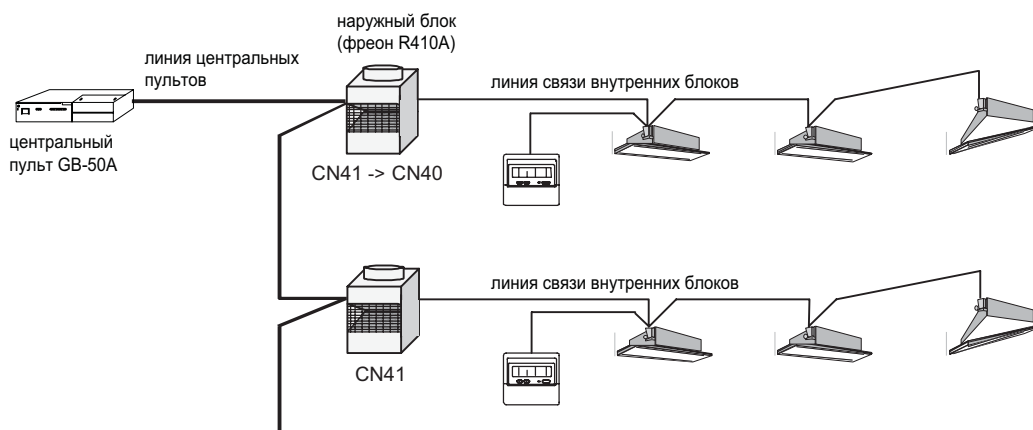 наружный блок
(фреон R410A)
линия центральных
пультов
линия связи внутренних блоков
центральный
пульт GB-50A
CN41 -> CN40
линия связи внутренних блоков
CN41